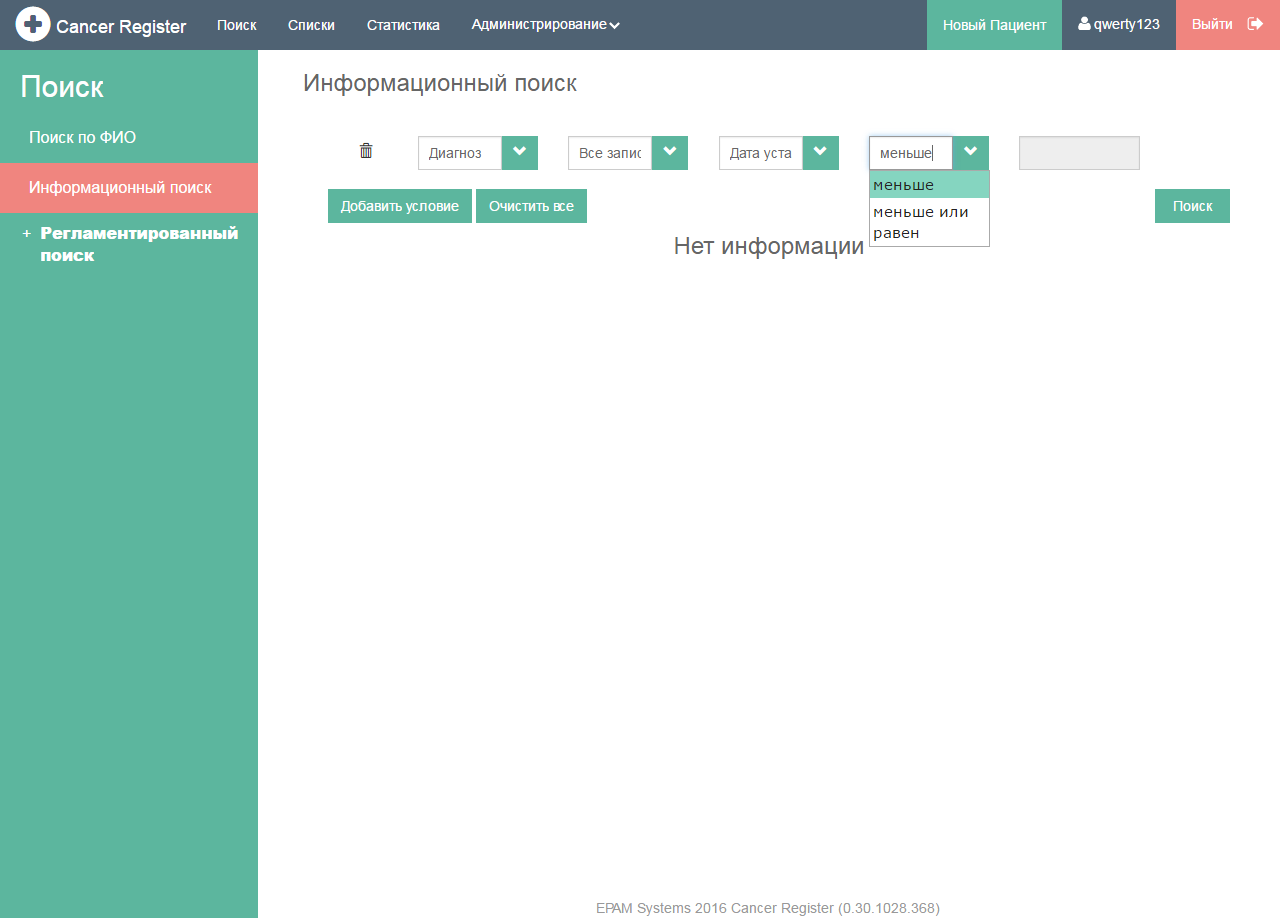 Cancer Register Поиск Списки Статистика Администрирование Новый Пациент qwerty123 Выйти
Поиск
Поиск по ФИО
Информационный поиск
+ Регламентированный
поиск
Информационный поиск
Диагноз Все запис Дата уста меньше
меньше
меньше или
равен
Добавить условие Очистить все Поиск
Нет информации
EPAM Systems 2016 Cancer Register (0.30.1028.368)